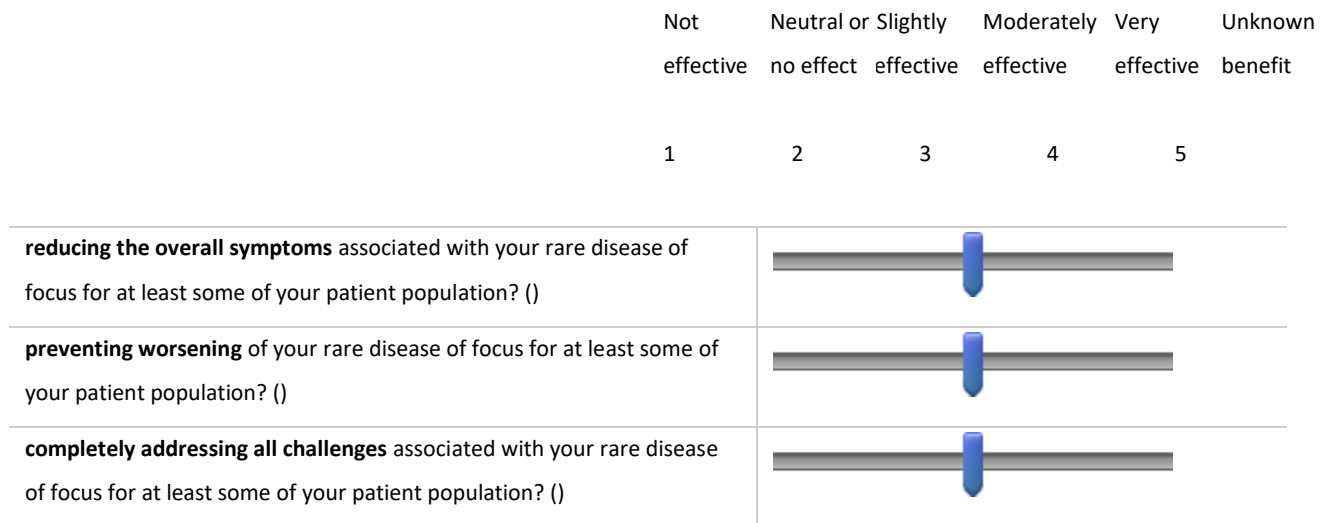 Not Neutral or Slightly Moderately Very Unknown
effective no effect effective effective effective benefit
1 2 3 4 5
reducing the overall symptoms associated with your rare disease of
focus for at least some of your patient population? ()
preventing worsening of your rare disease of focus for at least some of
your patient population? ()
completely addressing all challenges associated with your rare disease
of focus for at least some of your patient population? ()